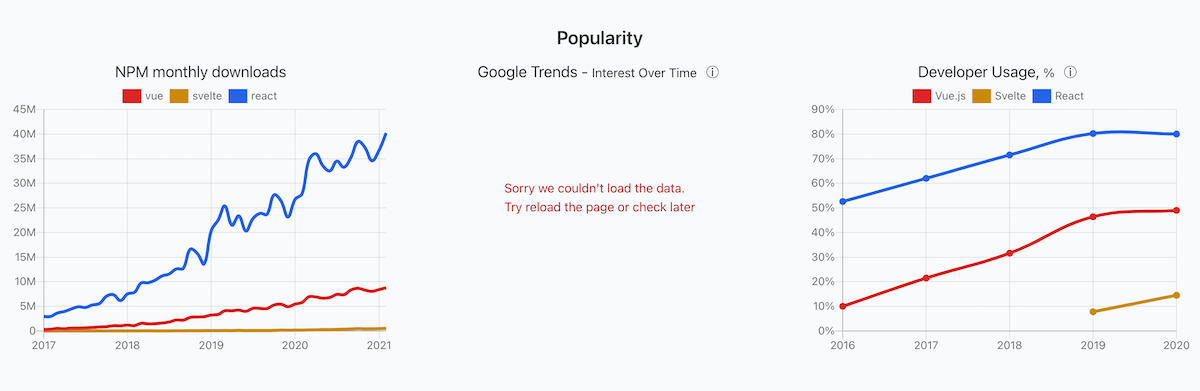 Popularity
NPM monthly downloads
vue svelte react
45M
40M
35M
30M
25M
20M
15M
10M
5M
0
2017 2018 2019 2020 2021
Google Trends - Interest Over Time ⓘ
Sorry we couldn't load the data.
Try reload the page or check later
Developer Usage, % ⓘ
Vue.js Svelte React
90%
80%
70%
60%
50%
40%
30%
20%
10%
0%
2016 2017 2018 2019 2020